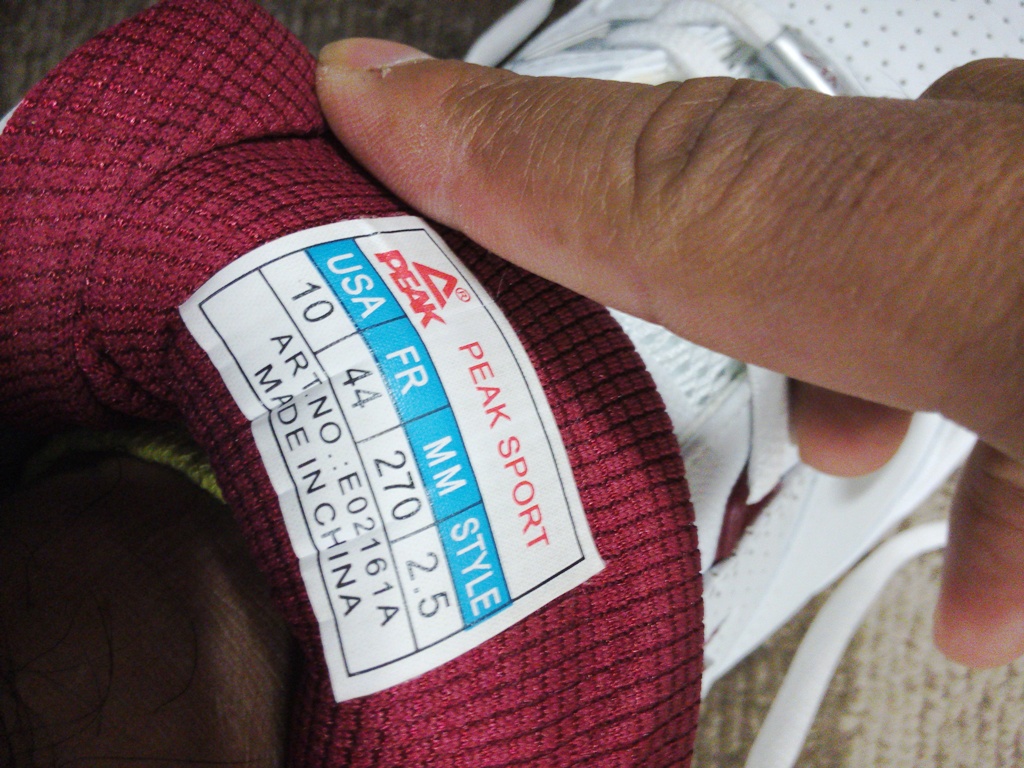 PEAK® PEAK SPORT
USA FR MM STYLE
10 44 270 2.5
ART NO.:E02161A
MADE IN CHINA